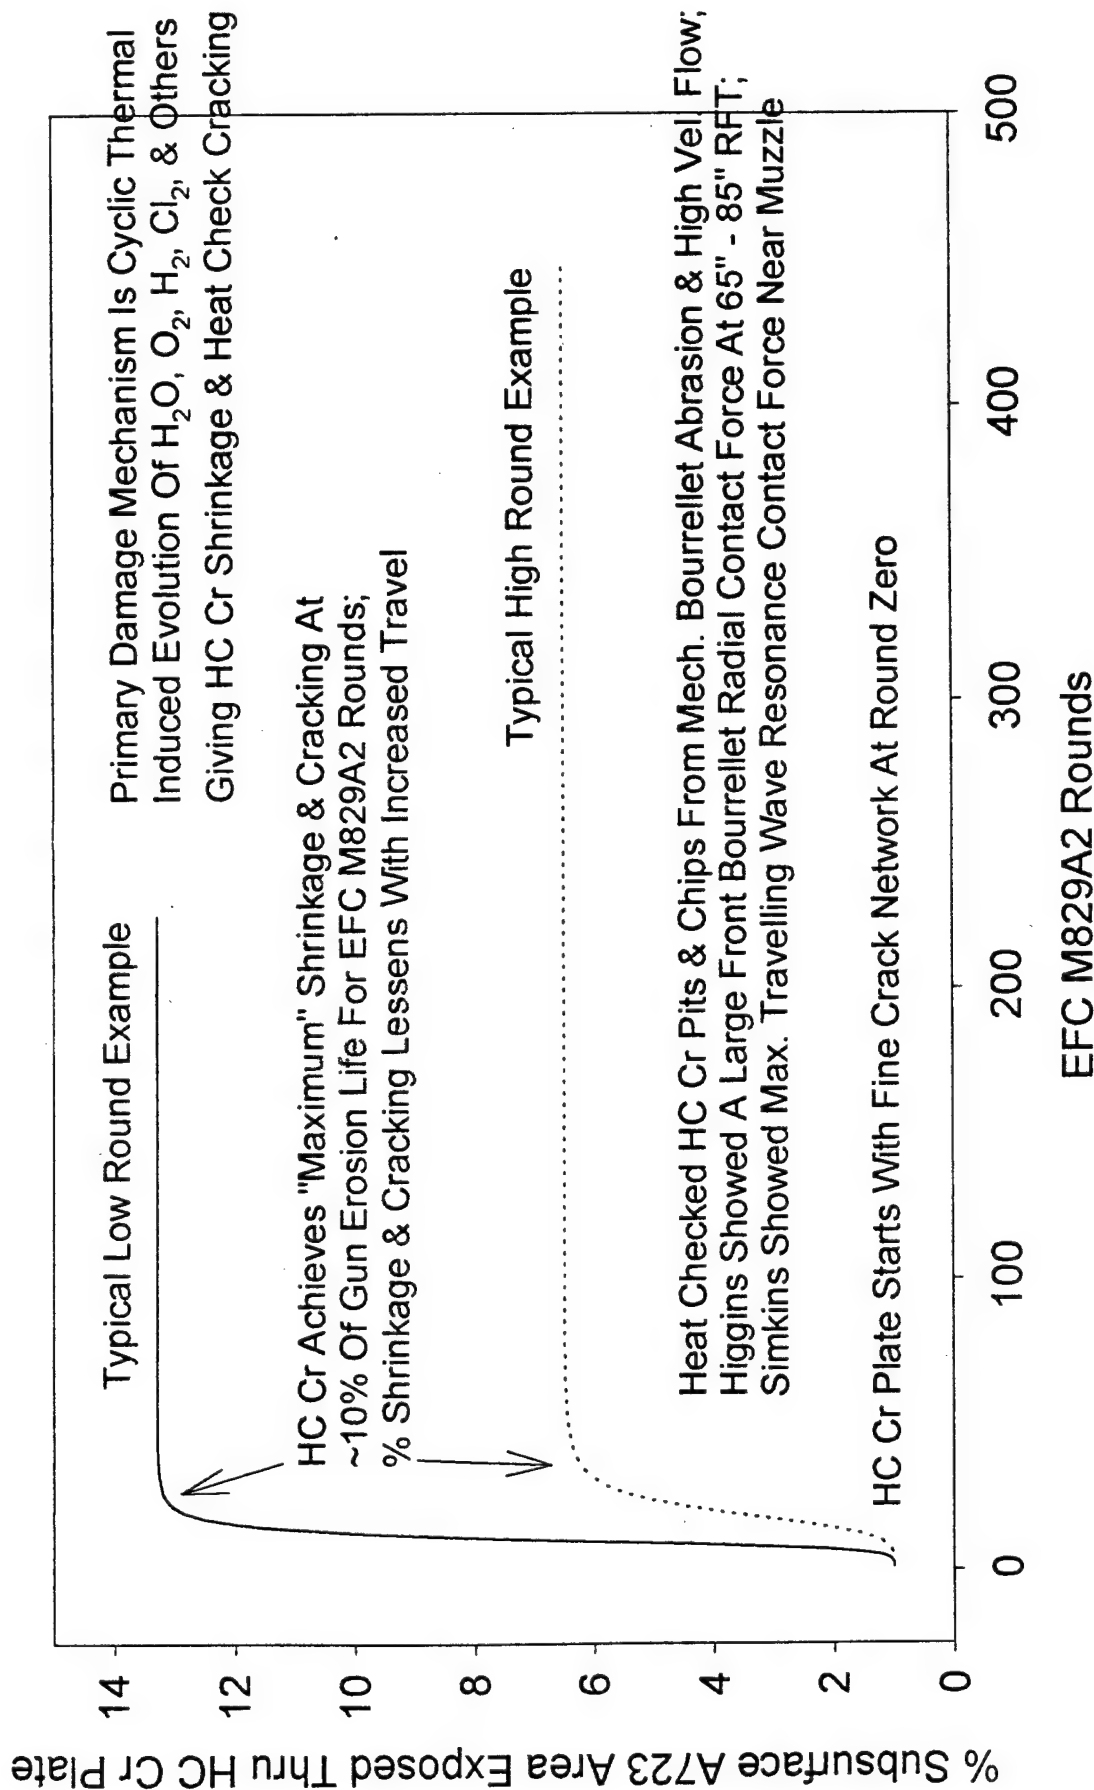 Primary Damage Mechanism Is Cyclic Thermal
Induced Evolution Of H₂O, O₂, H₂, Cl₂, & Others
Giving HC Cr Shrinkage & Heat Check Cracking
Typical Low Round Example
HC Cr Achieves "Maximum" Shrinkage & Cracking At
~10% Of Gun Erosion Life For EFC M829A2 Rounds;
% Shrinkage & Cracking Lessens With Increased Travel
Typical High Round Example
Heat Checked HC Cr Pits & Chips From Mech. Bourrellet Abrasion & High Vel. Flow;
Higgins Showed A Large Front Bourrellet Radial Contact Force At 65" - 85" RFT;
Simkins Showed Max. Travelling Wave Resonance Contact Force Near Muzzle
HC Cr Plate Starts With Fine Crack Network At Round Zero
% Subsurface A723 Area Exposed Thru HC Cr Plate
14
12
10
8
6
4
2
0
0
100
200
300
400
500
EFC M829A2 Rounds